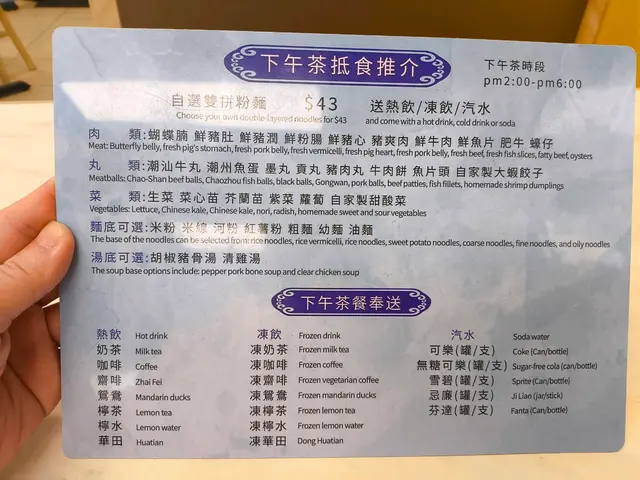 下午茶抵食推介
下午茶時段
pm2:00-pm6:00
自選雙拼粉麵 $43 送熱飲/凍飲/汽水
Choose your own double-layered noodles for $43 and come with a hot drink, cold drink or soda
肉 類:蝴蝶腩 鮮豬肚 鮮豬潤 鮮粉腸 鮮豬心 豬爽肉 鮮牛肉 鮮魚片 肥牛 蠔仔
Meat: Butterfly belly, fresh pig's stomach, fresh pork belly, fresh vermicelli, fresh pig heart, fresh pork belly, fresh beef, fresh fish slices, fatty beef, oysters
丸 類:潮汕牛丸 潮州魚蛋 墨丸 貢丸 豬肉丸 牛肉餅 魚片頭 自家製大蝦餃子
Meatballs: Chao-Shan beef balls, Chaozhou fish balls, black balls, Gongwan, pork balls, beef patties, fish fillets, homemade shrimp dumplings
菜 類:生菜 菜心苗 芥蘭苗 紫菜 蘿蔔 自家製甜酸菜
Vegetables: Lettuce, Chinese kale, Chinese kale, nori, radish, homemade sweet and sour vegetables
麵底可選:米粉 米線 河粉 紅薯粉 粗麵 幼麵 油麵
The base of the noodles can be selected from: rice noodles, rice vermicelli, rice noodles, sweet potato noodles, coarse noodles, fine noodles, and oily noodles
湯底可選:胡椒豬骨湯 清雞湯
The soup base options include: pepper pork bone soup and clear chicken soup
下午茶餐奉送
熱飲 Hot drink 凍飲 Frozen drink 汽水 Soda water
奶茶 Milk tea 凍奶茶 Frozen milk tea 可樂(罐/支) Coke (Can/bottle)
咖啡 Coffee 凍咖啡 Frozen coffee 無糖可樂(罐/支) Sugar-free cola (can/bottle)
齋啡 Zhai Fei 凍齋啡 Frozen vegetarian coffee 雪碧(罐/支) Sprite (Can/bottle)
鴛鴦 Mandarin ducks 凍鴛鴦 Frozen mandarin ducks 忌廉(罐/支) Ji Lian (jar/stick)
檸茶 Lemon tea 凍檸茶 Frozen lemon tea 芬達(罐/支) Fanta (Can/bottle)
檸水 Lemon water 凍檸水 Frozen lemon water
華田 Huatian 凍華田 Dong Huatian